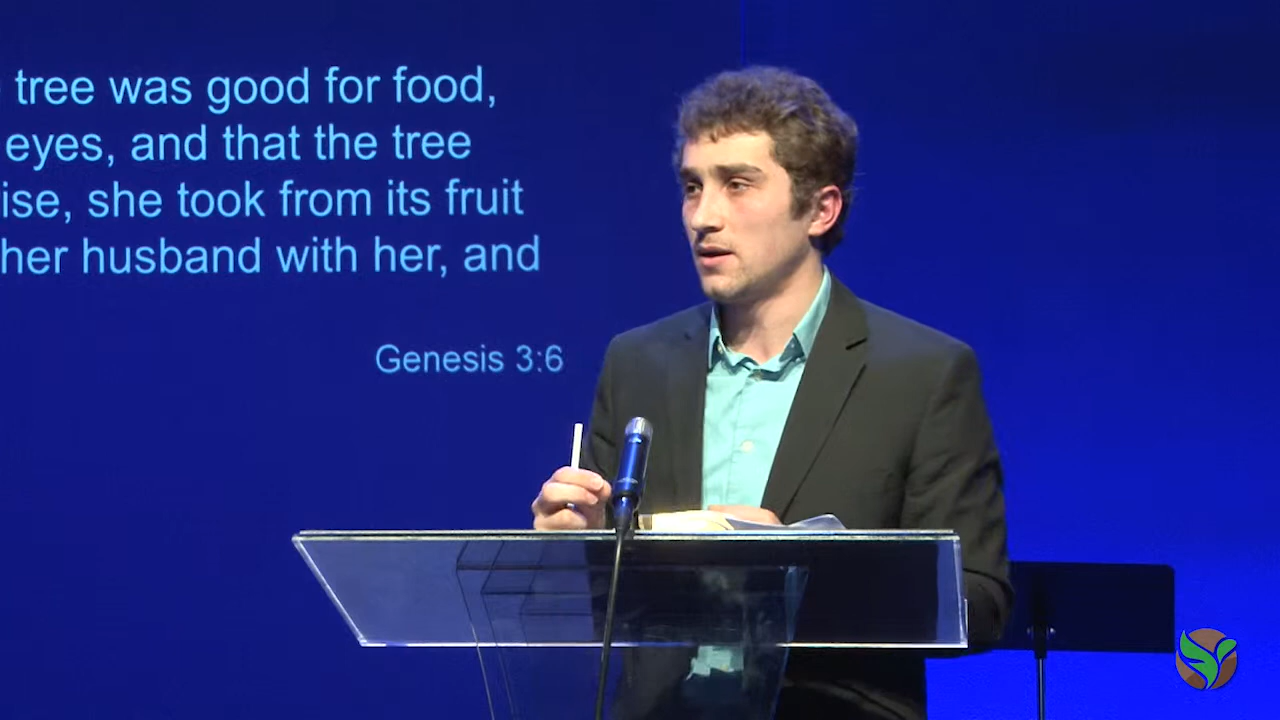 tree was good for food,
eyes, and that the tree
ise, she took from its fruit
her husband with her, and
Genesis 3:6